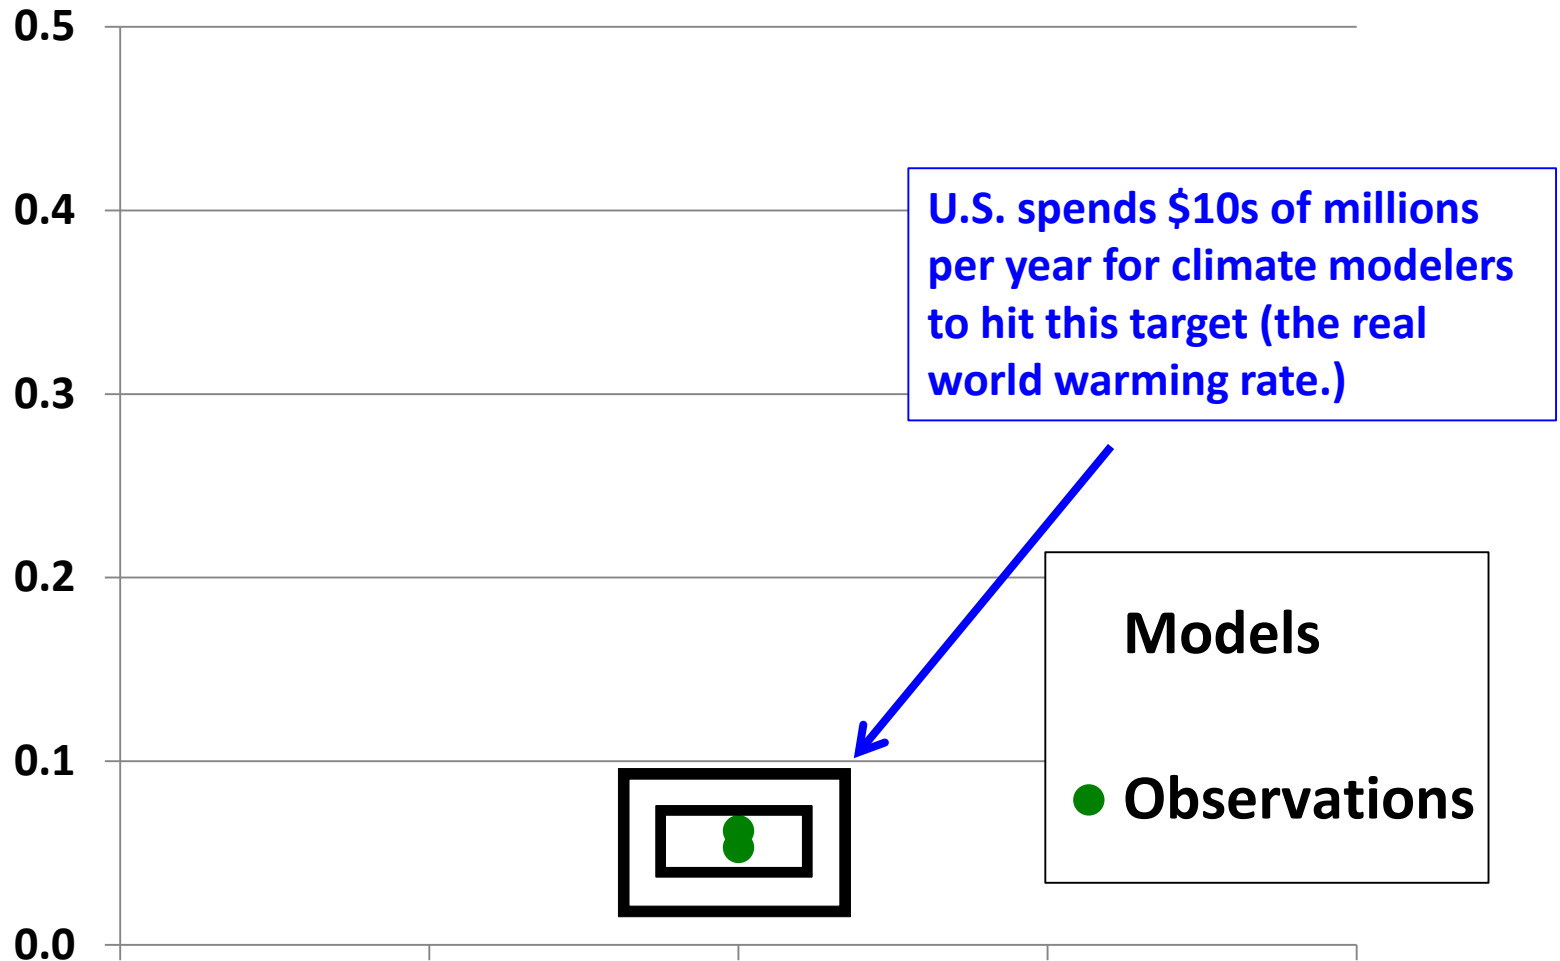 0.5
0.4
0.3
0.2
0.1
0.0
U.S. spends $10s of millions
per year for climate modelers
to hit this target (the real
world warming rate.)
Models
Observations